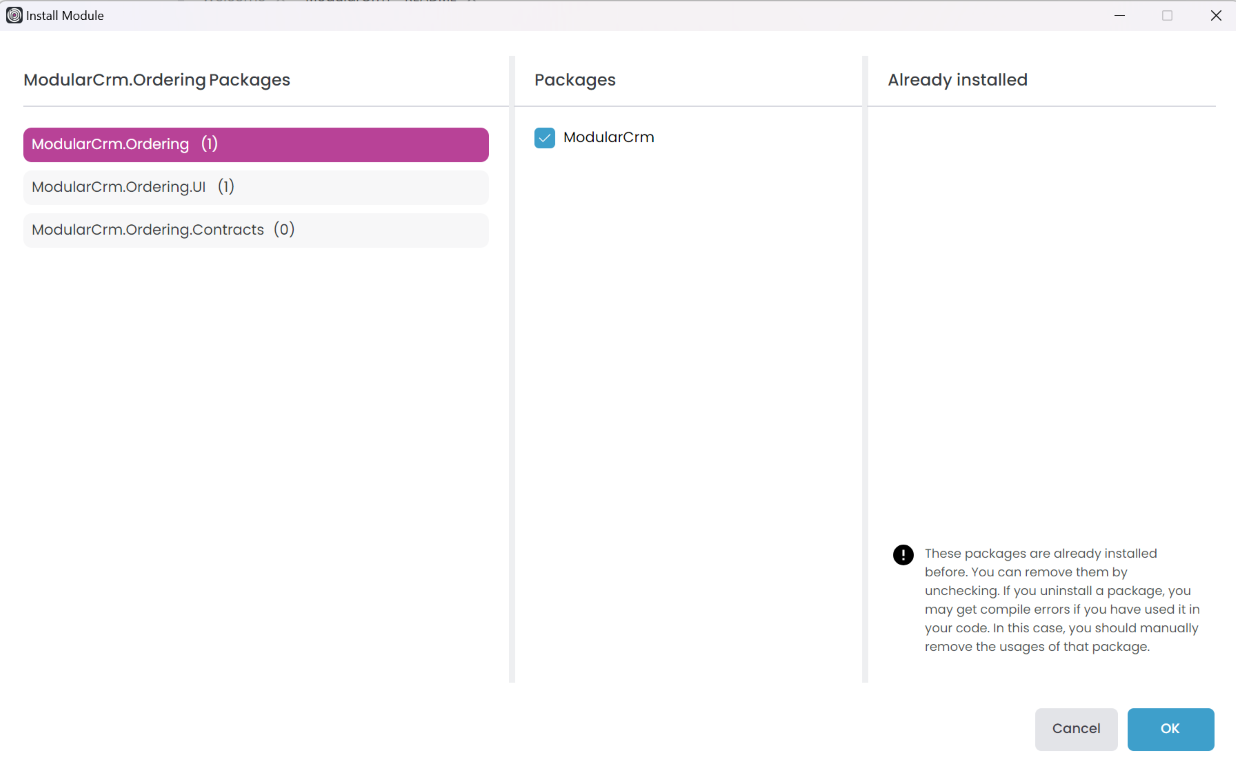 Install Module
ModularCrm.Ordering Packages
Packages
Already installed
ModularCrm.Ordering (1)
ModularCrm.Ordering.UI (1)
ModularCrm.Ordering.Contracts (0)
ModularCrm
These packages are already installed
before. You can remove them by
unchecking. If you uninstall a package, you
may get compile errors if you have used it in
your code. In this case, you should manually
remove the usages of that package.
Cancel
OK